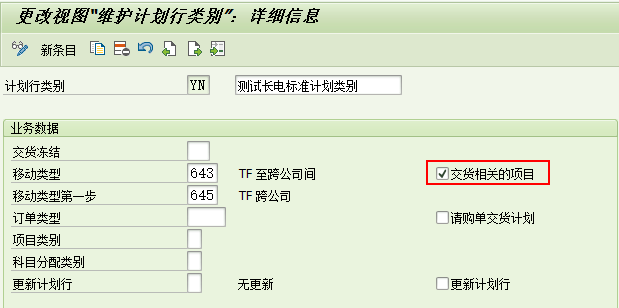 更改视图"维护计划行类别": 详细信息
新条目
计划行类别 YN 测试长电标准计划类别
业务数据
交货冻结
移动类型 643 TF 至跨公司间 交货相关的项目
移动类型第一步 645 TF 跨公司
订单类型 请购单交货计划
项目类别
科目分配类别
更新计划行 无更新 更新计划行